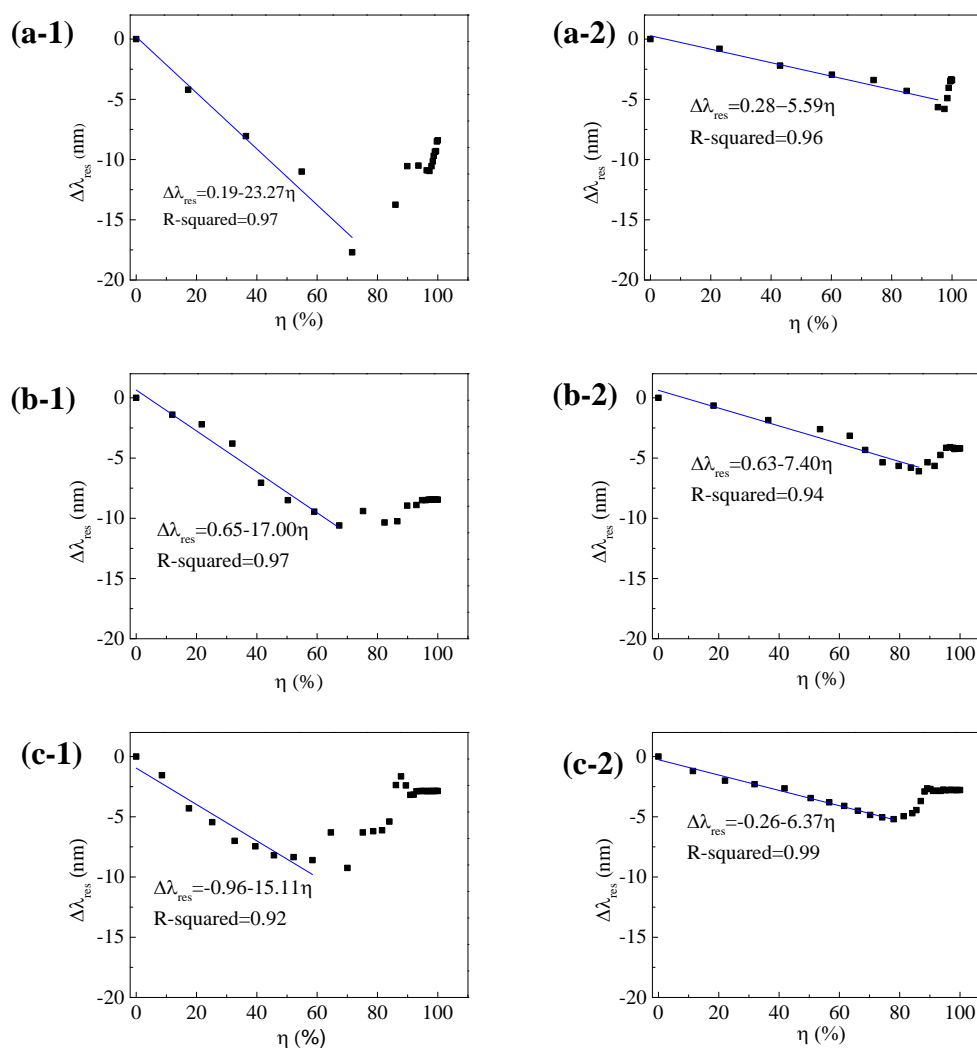 (a-1)
0
-5
-10
-15
-20
Δλres (nm)
Δλres=0.19-23.27η
R-squared=0.97
0 20 40 60 80 100
η (%)
(a-2)
0
-5
-10
-15
-20
Δλres (nm)
Δλres=0.28−5.59η
R-squared=0.96
0 20 40 60 80 100
η (%)
(b-1)
0
-5
-10
-15
-20
Δλres (nm)
Δλres=0.65-17.00η
R-squared=0.97
0 20 40 60 80 100
η (%)
(b-2)
0
-5
-10
-15
-20
Δλres (nm)
Δλres=0.63-7.40η
R-squared=0.94
0 20 40 60 80 100
η (%)
(c-1)
0
-5
-10
-15
-20
Δλres (nm)
Δλres=-0.96-15.11η
R-squared=0.92
0 20 40 60 80 100
η (%)
(c-2)
0
-5
-10
-15
-20
Δλres (nm)
Δλres=-0.26-6.37η
R-squared=0.99
0 20 40 60 80 100
η (%)